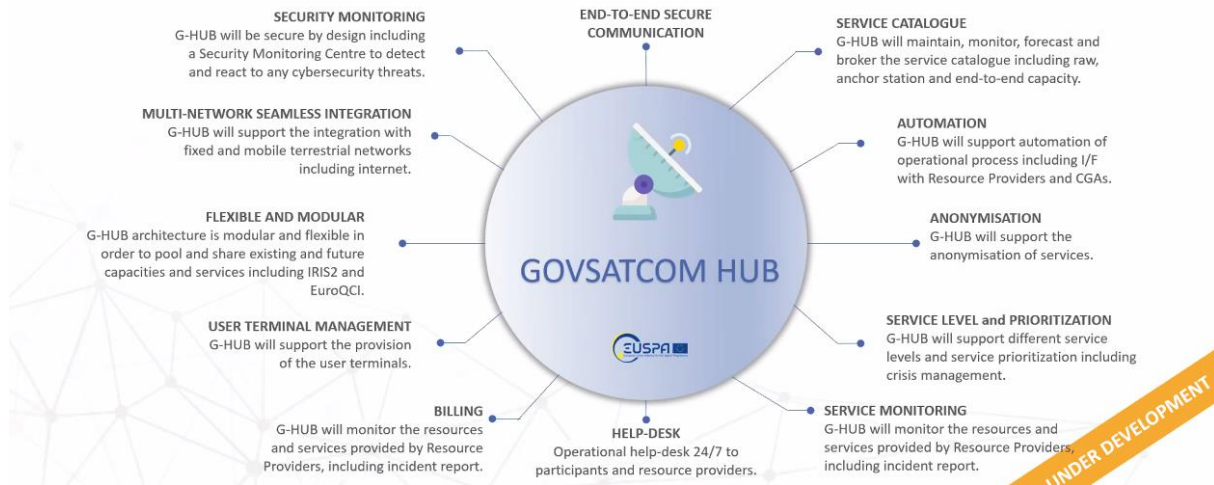 SECURITY MONITORING
G-HUB will be secure by design including
a Security Monitoring Centre to detect
and react to any cybersecurity threats.
MULTI-NETWORK SEAMLESS INTEGRATION
G-HUB will support the integration with
fixed and mobile terrestrial networks
including internet.
FLEXIBLE AND MODULAR
G-HUB architecture is modular and flexible in
order to pool and share existing and future
capacities and services including IRIS2 and
EuroQCI.
USER TERMINAL MANAGEMENT
G-HUB will support the provision
of the user terminals.
BILLING
G-HUB will monitor the resources
and services provided by Resource
Providers, including incident report.
END-TO-END SECURE
COMMUNICATION
GOVSATCOM HUB
EUSPA
HELP-DESK
Operational help-desk 24/7 to
participants and resource providers.
SERVICE CATALOGUE
G-HUB will maintain, monitor, forecast and
broker the service catalogue including raw,
anchor station and end-to-end capacity.
AUTOMATION
G-HUB will support automation of
operational process including I/F
with Resource Providers and CGAs.
ANONYMISATION
G-HUB will support the
anonymisation of services.
SERVICE LEVEL and PRIORITIZATION
G-HUB will support different service
levels and service prioritization including
crisis management.
SERVICE MONITORING
G-HUB will monitor the resources and
services provided by Resource Providers,
including incident report.
UNDER DEVELOPMENT